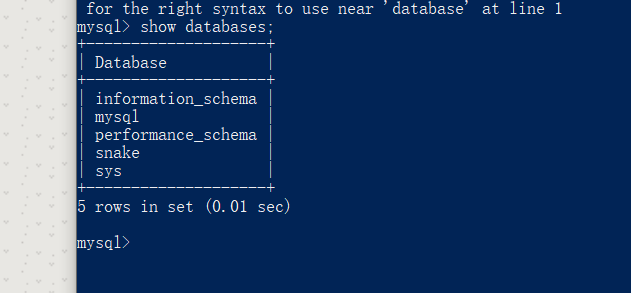 for the right syntax to use near 'database' at line 1
mysql> show databases;
+--------------------+
| Database           |
+--------------------+
| information_schema |
| mysql              |
| performance_schema |
| snake              |
| sys                |
+--------------------+
5 rows in set (0.01 sec)
mysql>